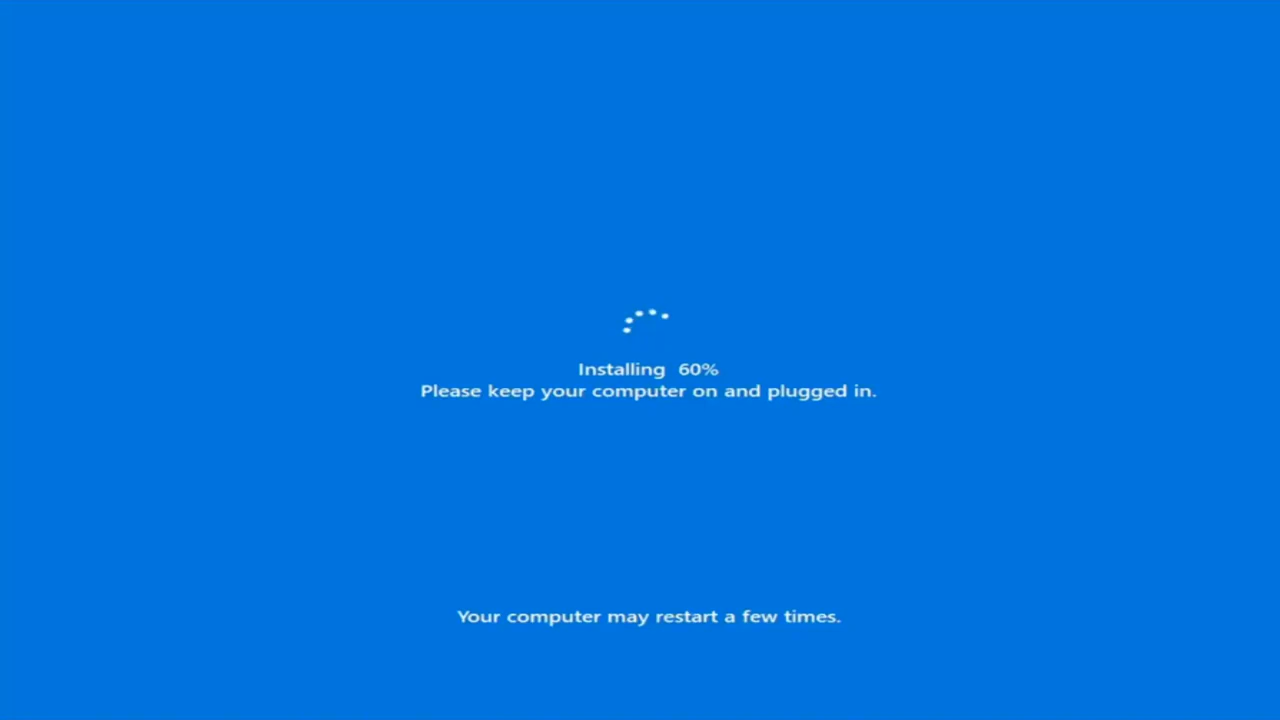 Installing  60%
Please keep your computer on and plugged in.
Your computer may restart a few times.